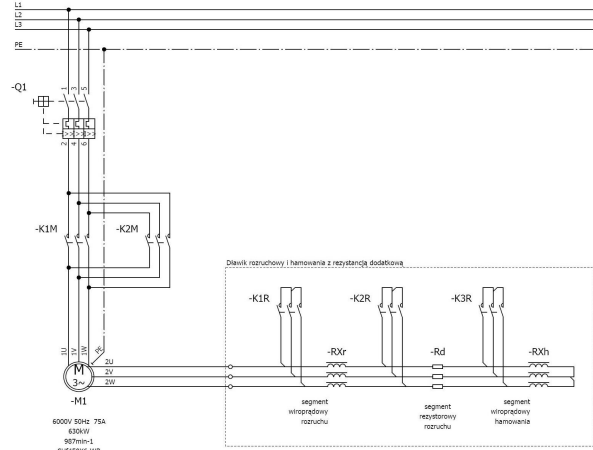 L1
L2
L3
PE
-Q1
1 3 5
2 4 6
-K1M
-K2M
Dławik rozruchowy i hamowania z rezystancją dodatkową
-K1R
-K2R
-K3R
1U
1V
1W
PE
M
3~
2U
2V
2W
-RXr
-Rd
-RXh
-M1
segment
wiroprądowy
rozruchu
segment
rezystorowy
rozruchu
segment
wiroprądowy
hamowania
6000V 50Hz 75A
630kW
987min-1